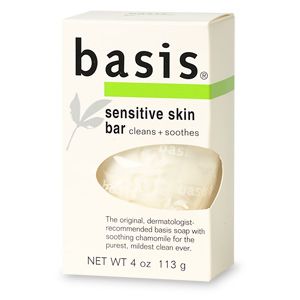 basis®
sensitive skin
bar cleans + soothes
The original, dermatologist-
recommended basis soap with
soothing chamomile for the
purest, mildest clean ever.
NET WT 4 oz 113 g